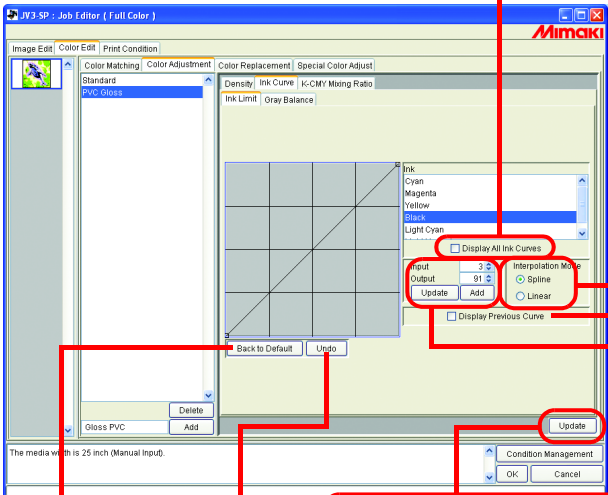 JV3-SP : Job Editor ( Full Color )
Mimaki
Image Edit Color Edit Print Condition
Color Matching Color Adjustment Color Replacement Special Color Adjust
Standard
PVC Gloss
Density Ink Curve K-CMY Mixing Ratio
Ink Limit Gray Balance
Ink
Cyan
Magenta
Yellow
Black
Light Cyan
Display All Ink Curves
Input 3
Output 91
Update Add
Interpolation Mode
Spline
Linear
Display Previous Curve
Back to Default Undo
Delete
Gloss PVC Add
Update
The media width is 25 inch (Manual Input).
Condition Management
OK Cancel